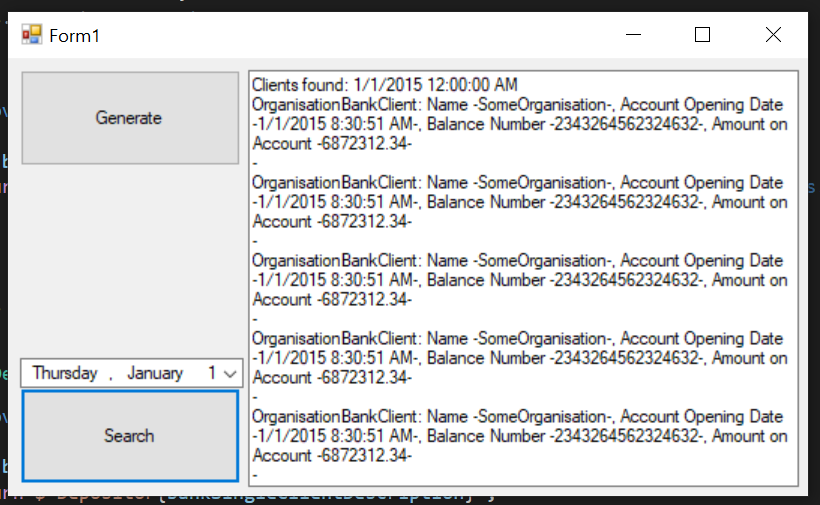 Form1
Generate
Clients found: 1/1/2015 12:00:00 AM
OrganisationBankClient: Name -SomeOrganisation-, Account Opening Date
-1/1/2015 8:30:51 AM-, Balance Number -2343264562324632-, Amount on
Account -6872312.34-
-
OrganisationBankClient: Name -SomeOrganisation-, Account Opening Date
-1/1/2015 8:30:51 AM-, Balance Number -2343264562324632-, Amount on
Account -6872312.34-
-
OrganisationBankClient: Name -SomeOrganisation-, Account Opening Date
-1/1/2015 8:30:51 AM-, Balance Number -2343264562324632-, Amount on
Account -6872312.34-
-
OrganisationBankClient: Name -SomeOrganisation-, Account Opening Date
-1/1/2015 8:30:51 AM-, Balance Number -2343264562324632-, Amount on
Account -6872312.34-
-
OrganisationBankClient: Name -SomeOrganisation-, Account Opening Date
-1/1/2015 8:30:51 AM-, Balance Number -2343264562324632-, Amount on
Account -6872312.34-
-
Thursday , January 1
Search